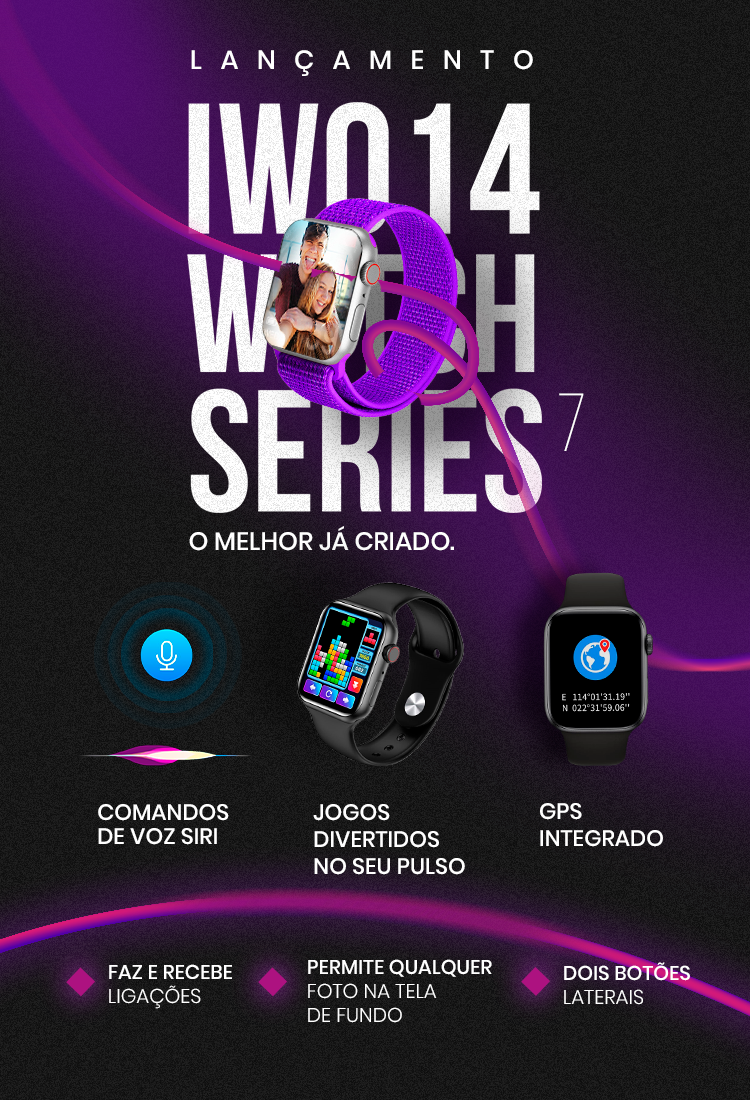 LANÇAMENTO
IWO 14
WATCH
SERIES 7
O MELHOR JÁ CRIADO.
E 114°01'31.19''
N 022°31'59.06''
COMANDOS
DE VOZ SIRI
JOGOS
DIVERTIDOS
NO SEU PULSO
GPS
INTEGRADO
FAZ E RECEBE
LIGAÇÕES
PERMITE QUALQUER
FOTO NA TELA
DE FUNDO
DOIS BOTÕES
LATERAIS